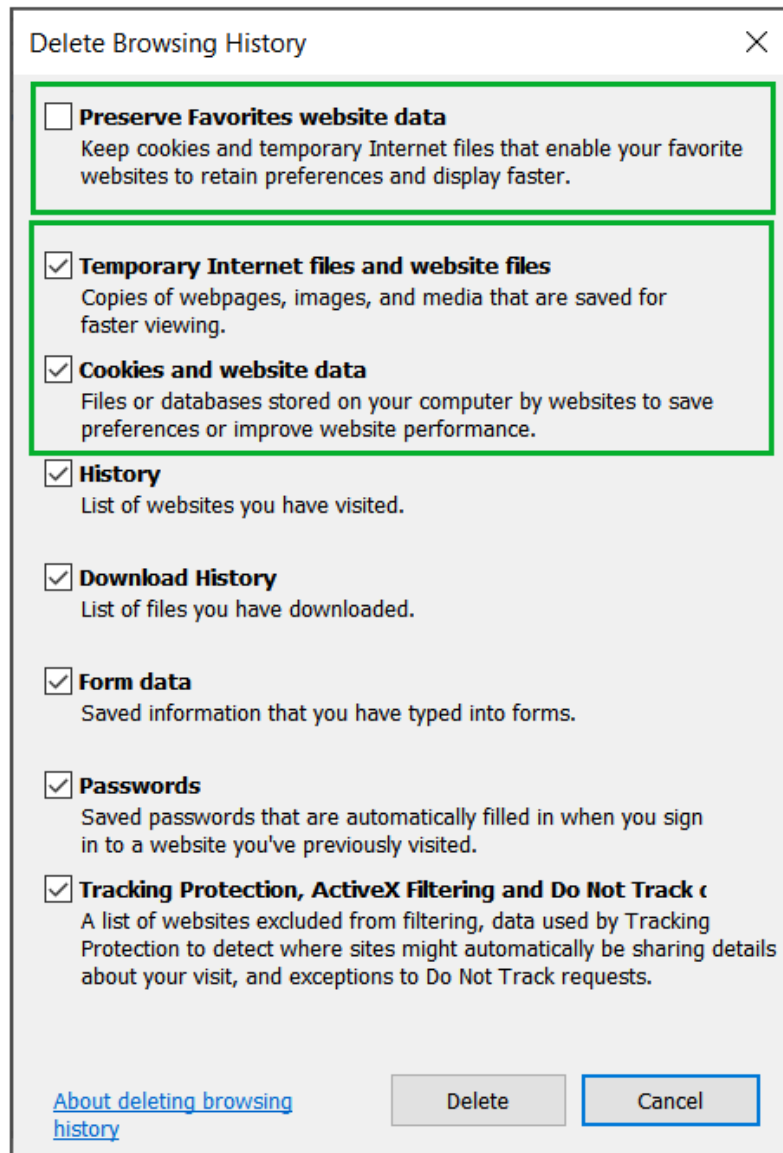 Delete Browsing History
Preserve Favorites website data
Keep cookies and temporary Internet files that enable your favorite
websites to retain preferences and display faster.
Temporary Internet files and website files
Copies of webpages, images, and media that are saved for
faster viewing.
Cookies and website data
Files or databases stored on your computer by websites to save
preferences or improve website performance.
History
List of websites you have visited.
Download History
List of files you have downloaded.
Form data
Saved information that you have typed into forms.
Passwords
Saved passwords that are automatically filled in when you sign
in to a website you've previously visited.
Tracking Protection, ActiveX Filtering and Do Not Track
A list of websites excluded from filtering, data used by Tracking
Protection to detect where sites might automatically be sharing details
about your visit, and exceptions to Do Not Track requests.
About deleting browsing
history
Delete
Cancel